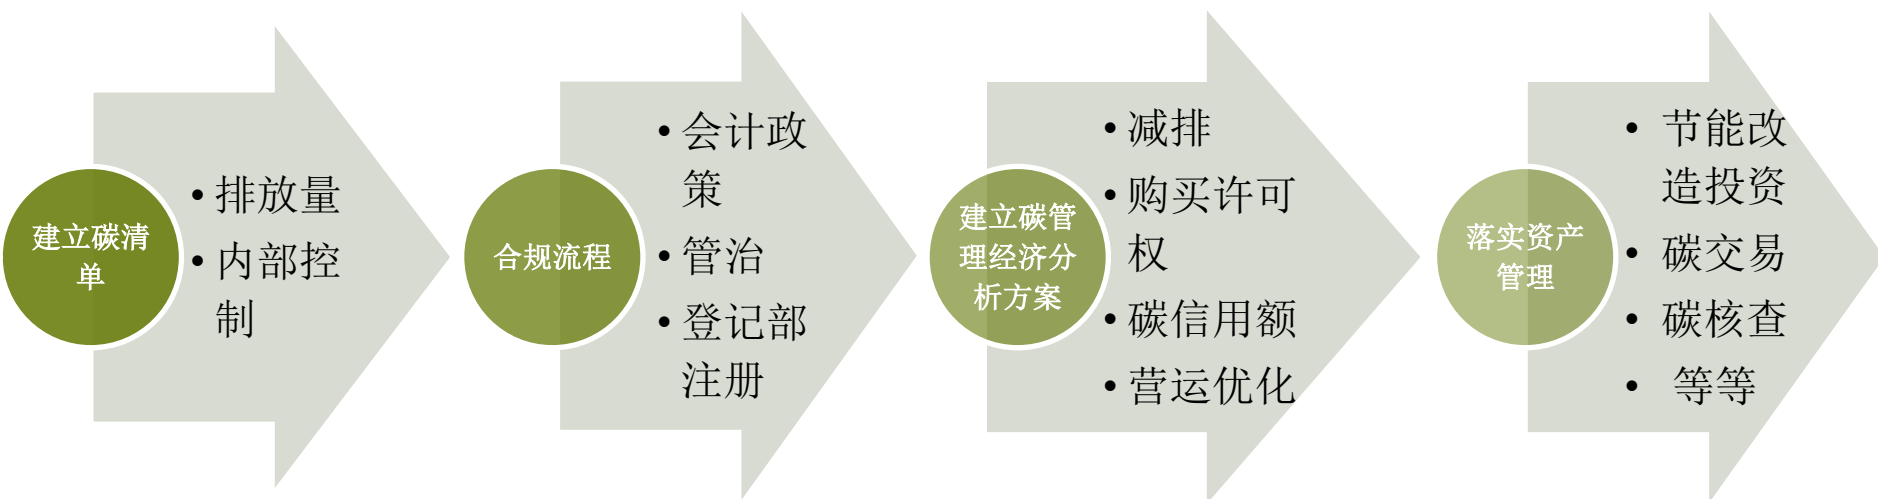 建立碳清
单
• 排放量
• 内部控
制
合规流程
• 会计政
策
• 管治
• 登记部
注册
建立碳管
理经济分
析方案
• 减排
• 购买许可
权
• 碳信用额
• 营运优化
落实资产
管理
• 节能改
造投资
• 碳交易
• 碳核查
• 等等